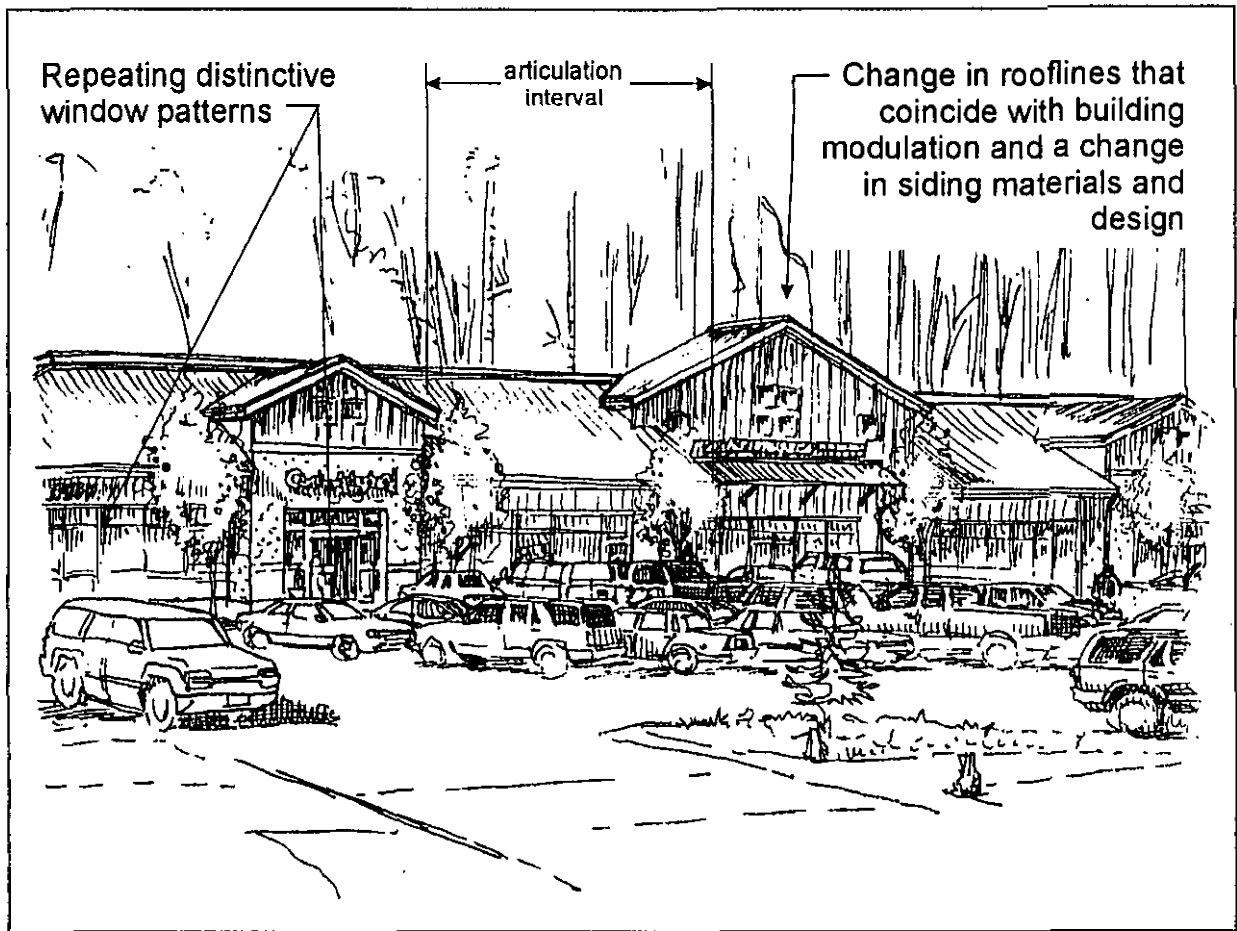 Repeating distinctive
window patterns
articulation
interval
Change in rooflines that
coincide with building
modulation and a change
in siding materials and
design